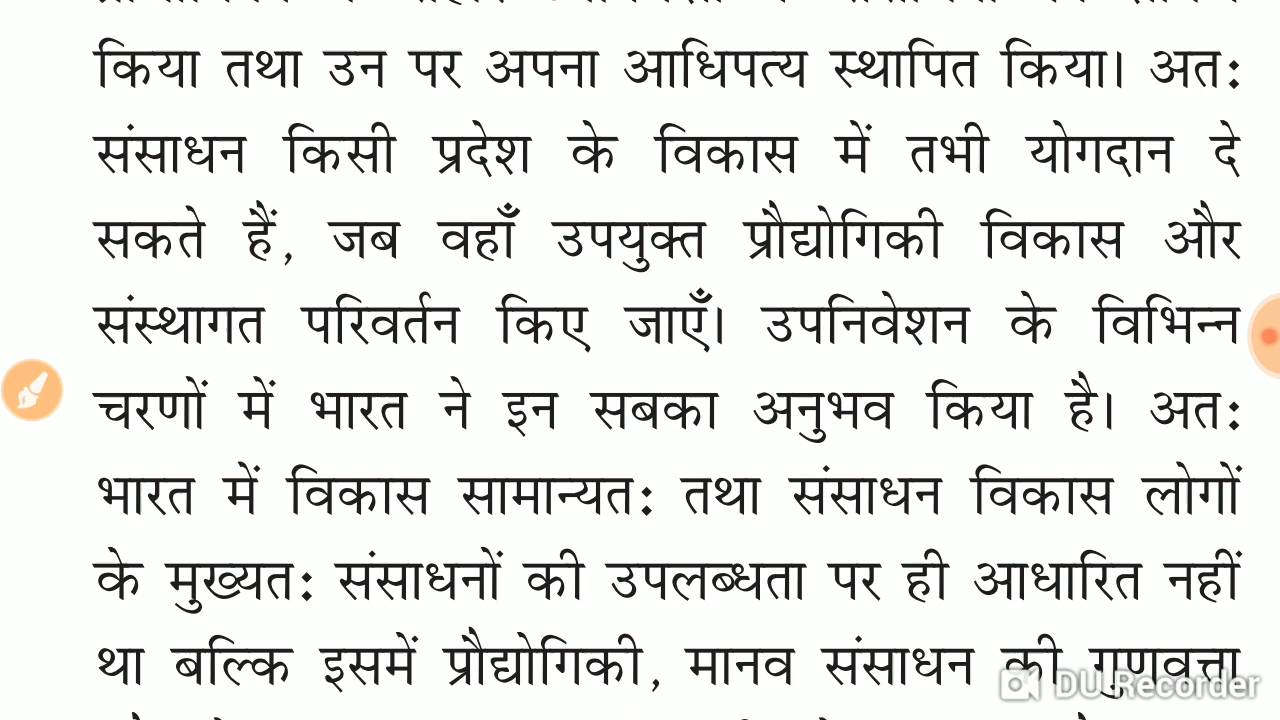 किया तथा उन पर अपना आधिपत्य स्थापित किया। अतः
संसाधन किसी प्रदेश के विकास में तभी योगदान दे
सकते हैं, जब वहाँ उपयुक्त प्रौद्योगिकी विकास और
संस्थागत परिवर्तन किए जाएँ। उपनिवेशन के विभिन्न
चरणों में भारत ने इन सबका अनुभव किया है। अतः
भारत में विकास सामान्यतः तथा संसाधन विकास लोगों
के मुख्यतः संसाधनों की उपलब्धता पर ही आधारित नहीं
था बल्कि इसमें प्रौद्योगिकी, मानव संसाधन की गुणवत्ता
DU Recorder